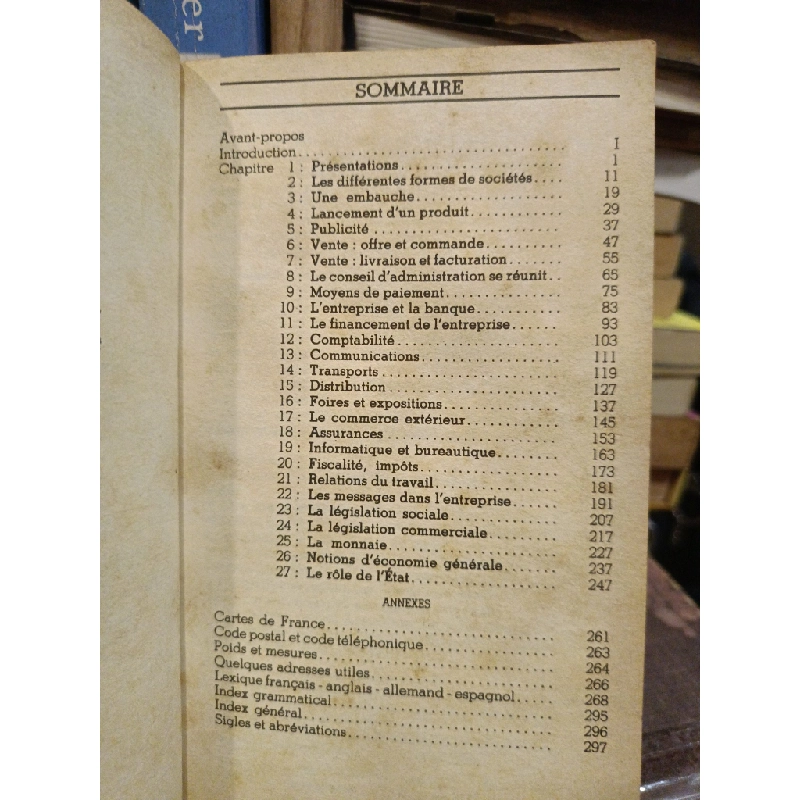 er
SOMMAIRE
Avant-propos
Introduction ........ I
Chapitre 1 : Présentations ........ 1
2 : Les différentes formes de sociétés .... 11
3 : Une embauche ........ 19
4 : Lancement d'un produit ........ 29
5 : Publicité ........ 37
6 : Vente : offre et commande ........ 47
7 : Vente : livraison et facturation ........ 55
8 : Le conseil d'administration se réunit .. 65
9 : Moyens de paiement ........ 75
10 : L'entreprise et la banque ........ 83
11 : Le financement de l'entreprise ...... 93
12 : Comptabilité ........ 103
13 : Communications ........ 111
14 : Transports ........ 119
15 : Distribution ........ 127
16 : Foires et expositions ........ 137
17 : Le commerce extérieur ........ 145
18 : Assurances ........ 153
19 : Informatique et bureautique ........ 163
20 : Fiscalité, impôts ........ 173
21 : Relations du travail ........ 181
22 : Les messages dans l'entreprise ...... 191
23 : La législation sociale ........ 207
24 : La législation commerciale ........ 217
25 : La monnaie ........ 227
26 : Notions d'économie générale ........ 237
27 : Le rôle de l'État ........ 247
ANNEXES
Cartes de France ........ 261
Code postal et code téléphonique ........ 263
Poids et mesures ........ 264
Quelques adresses utiles ........ 266
Lexique français - anglais - allemand - espagnol ..... 268
Index grammatical ........ 295
Index général ........ 296
Sigles et abréviations ........ 297